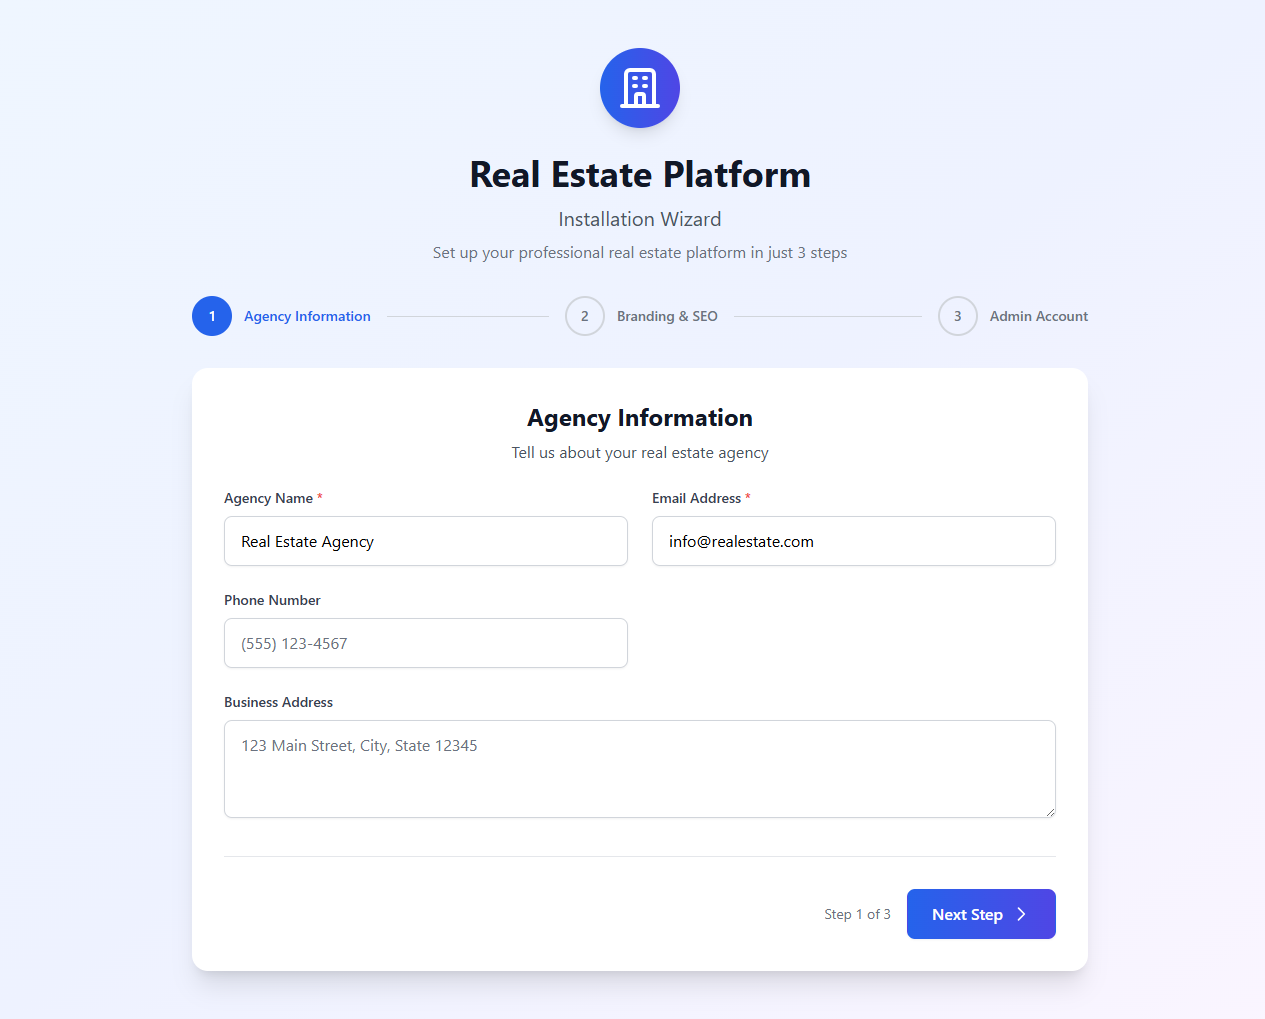 Real Estate Platform
Installation Wizard
Set up your professional real estate platform in just 3 steps
1 Agency Information 2 Branding & SEO 3 Admin Account
Agency Information
Tell us about your real estate agency
Agency Name * Email Address *
Real Estate Agency info@realestate.com
Phone Number
(555) 123-4567
Business Address
123 Main Street, City, State 12345
Step 1 of 3 Next Step